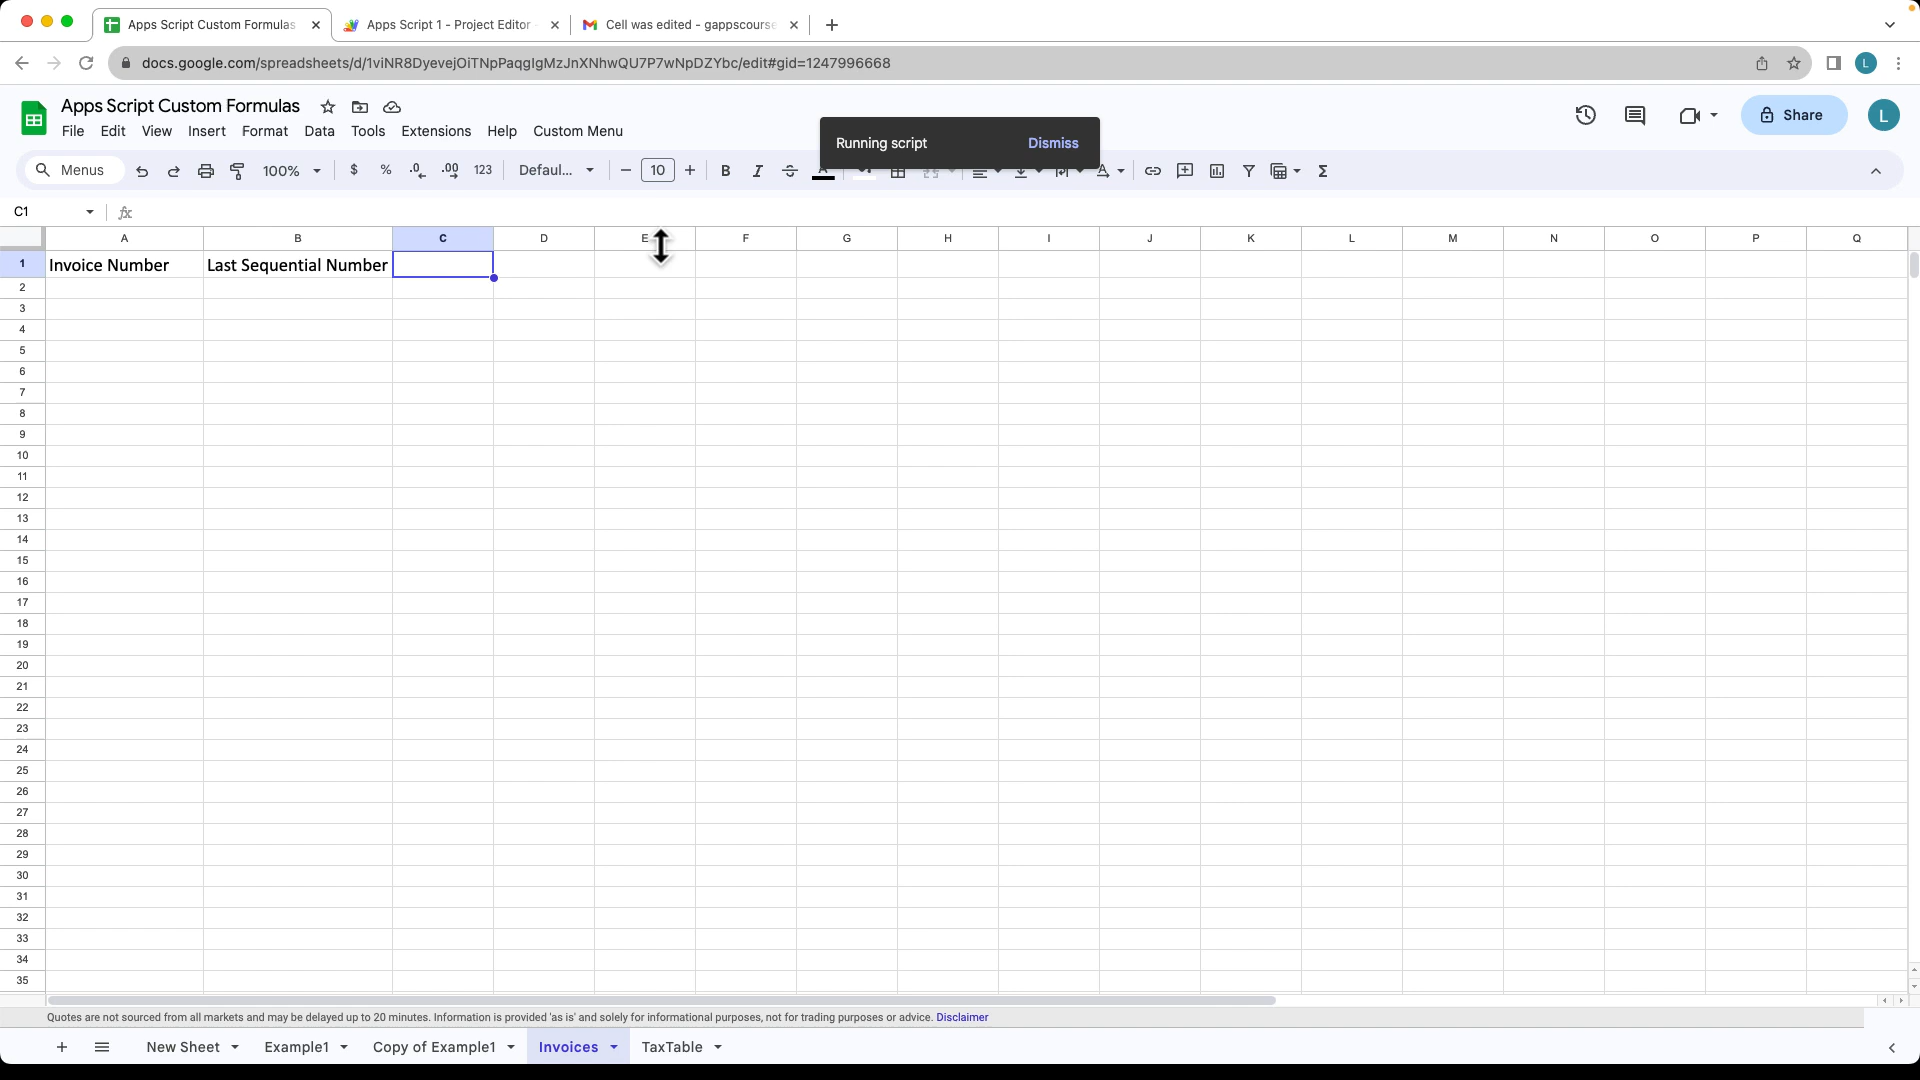 Apps Script Custom Formulas
Apps Script 1 - Project Editor
Cell was edited - gappscourse
docs.google.com/spreadsheets/d/1viNR8DyevejOiTNpPaqgIgMzJnXNhwQU7P7wNpDZYbc/edit#gid=1247996668
L
Apps Script Custom Formulas
File Edit View Insert Format Data Tools Extensions Help Custom Menu
Running script Dismiss
Share
L
Menus 100% $ % .0 .00 123 Defaul... 10 B I S A
C1 fx
A B C D E F G H I J K L M N O P Q
1 Invoice Number Last Sequential Number
2
3
4
5
6
7
8
9
10
11
12
13
14
15
16
17
18
19
20
21
22
23
24
25
26
27
28
29
30
31
32
33
34
35
Quotes are not sourced from all markets and may be delayed up to 20 minutes. Information is provided 'as is' and solely for informational purposes, not for trading purposes or advice. Disclaimer
New Sheet Example1 Copy of Example1 Invoices TaxTable